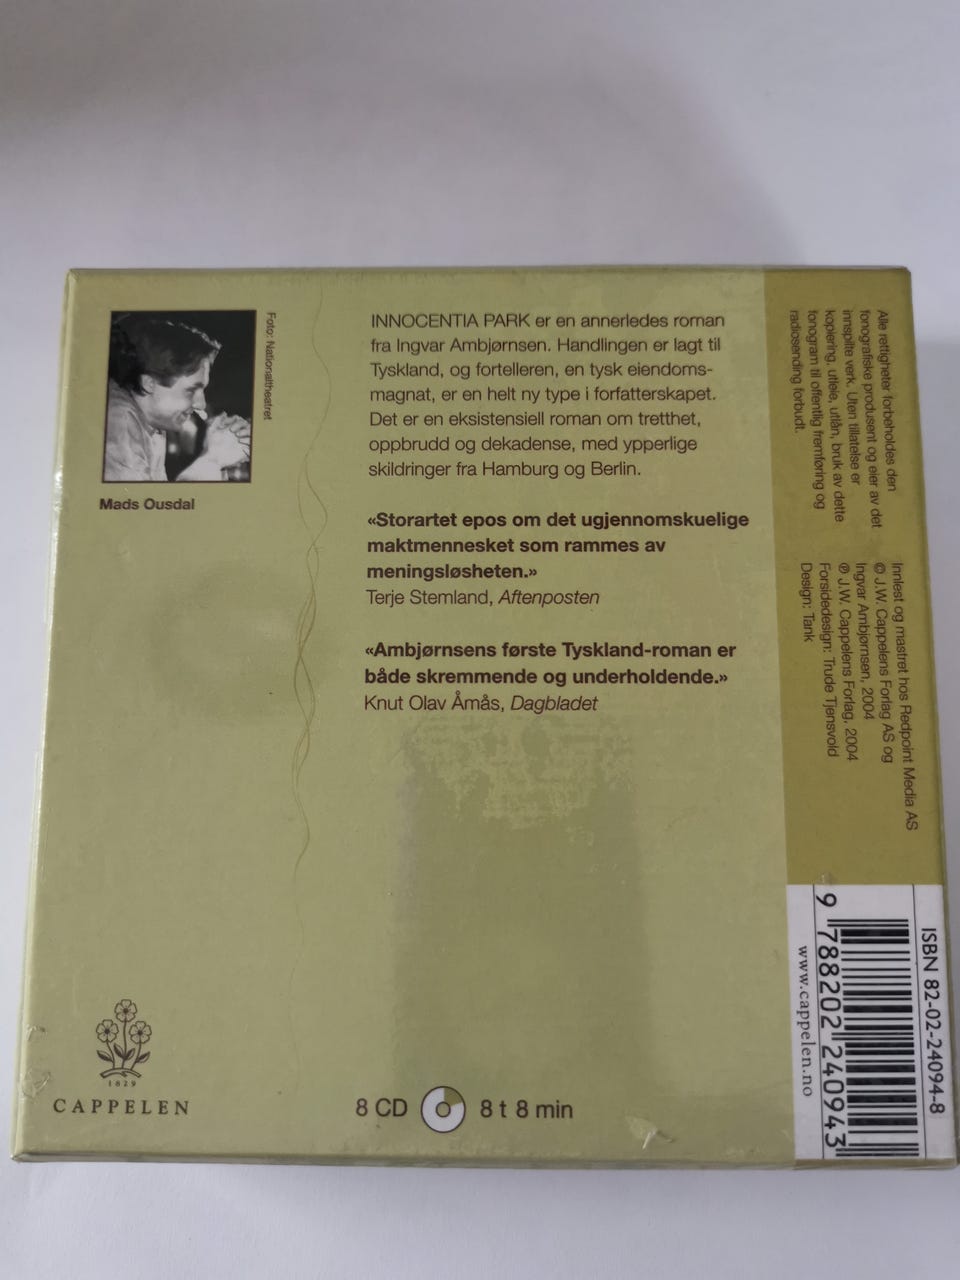 Foto: Nationaltheatret
Mads Ousdal
INNOCENTIA PARK er en annerledes roman
fra Ingvar Ambjørnsen. Handlingen er lagt til
Tyskland, og fortelleren, en tysk eiendoms-
magnat, er en helt ny type i forfatterskapet.
Det er en eksistensiell roman om tretthet,
oppbrudd og dekadense, med ypperlige
skildringer fra Hamburg og Berlin.
«Storartet epos om det ugjennomskuelige
maktmennesket som rammes av
meningsløsheten.»
Terje Stemland, Aftenposten
«Ambjørnsens første Tyskland-roman er
både skremmende og underholdende.»
Knut Olav Åmås, Dagbladet
1829
CAPPELEN
8 CD 8 t 8 min
Alle rettigheter forbeholdes den
fonografiske produsent og eier av det
innspilte verk. Uten tillatelse er
kopiering, utleie, utlån, bruk av dette
fonogram til offentlig fremføring og
radiosending forbudt.
Innlest og mastret hos Redpoint Media AS
© J.W. Cappelens Forlag AS og
Ingvar Ambjørnsen, 2004
℗ J.W. Cappelens Forlag, 2004
Forsidedesign: Trude Tjensvold
Design: Tank
ISBN 82-02-24094-8
9 788202 240943
www.cappelen.no